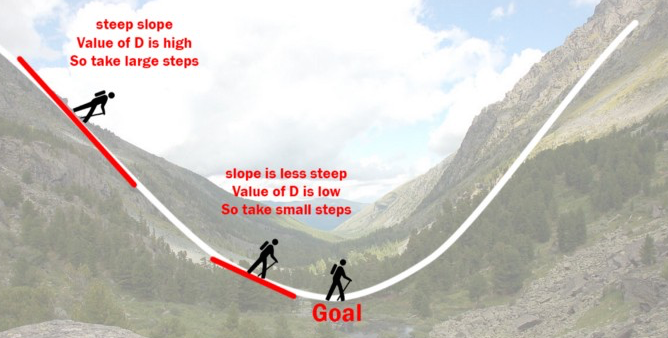 steep slope
Value of D is high
So take large steps
slope is less steep
Value of D is low
So take small steps
Goal